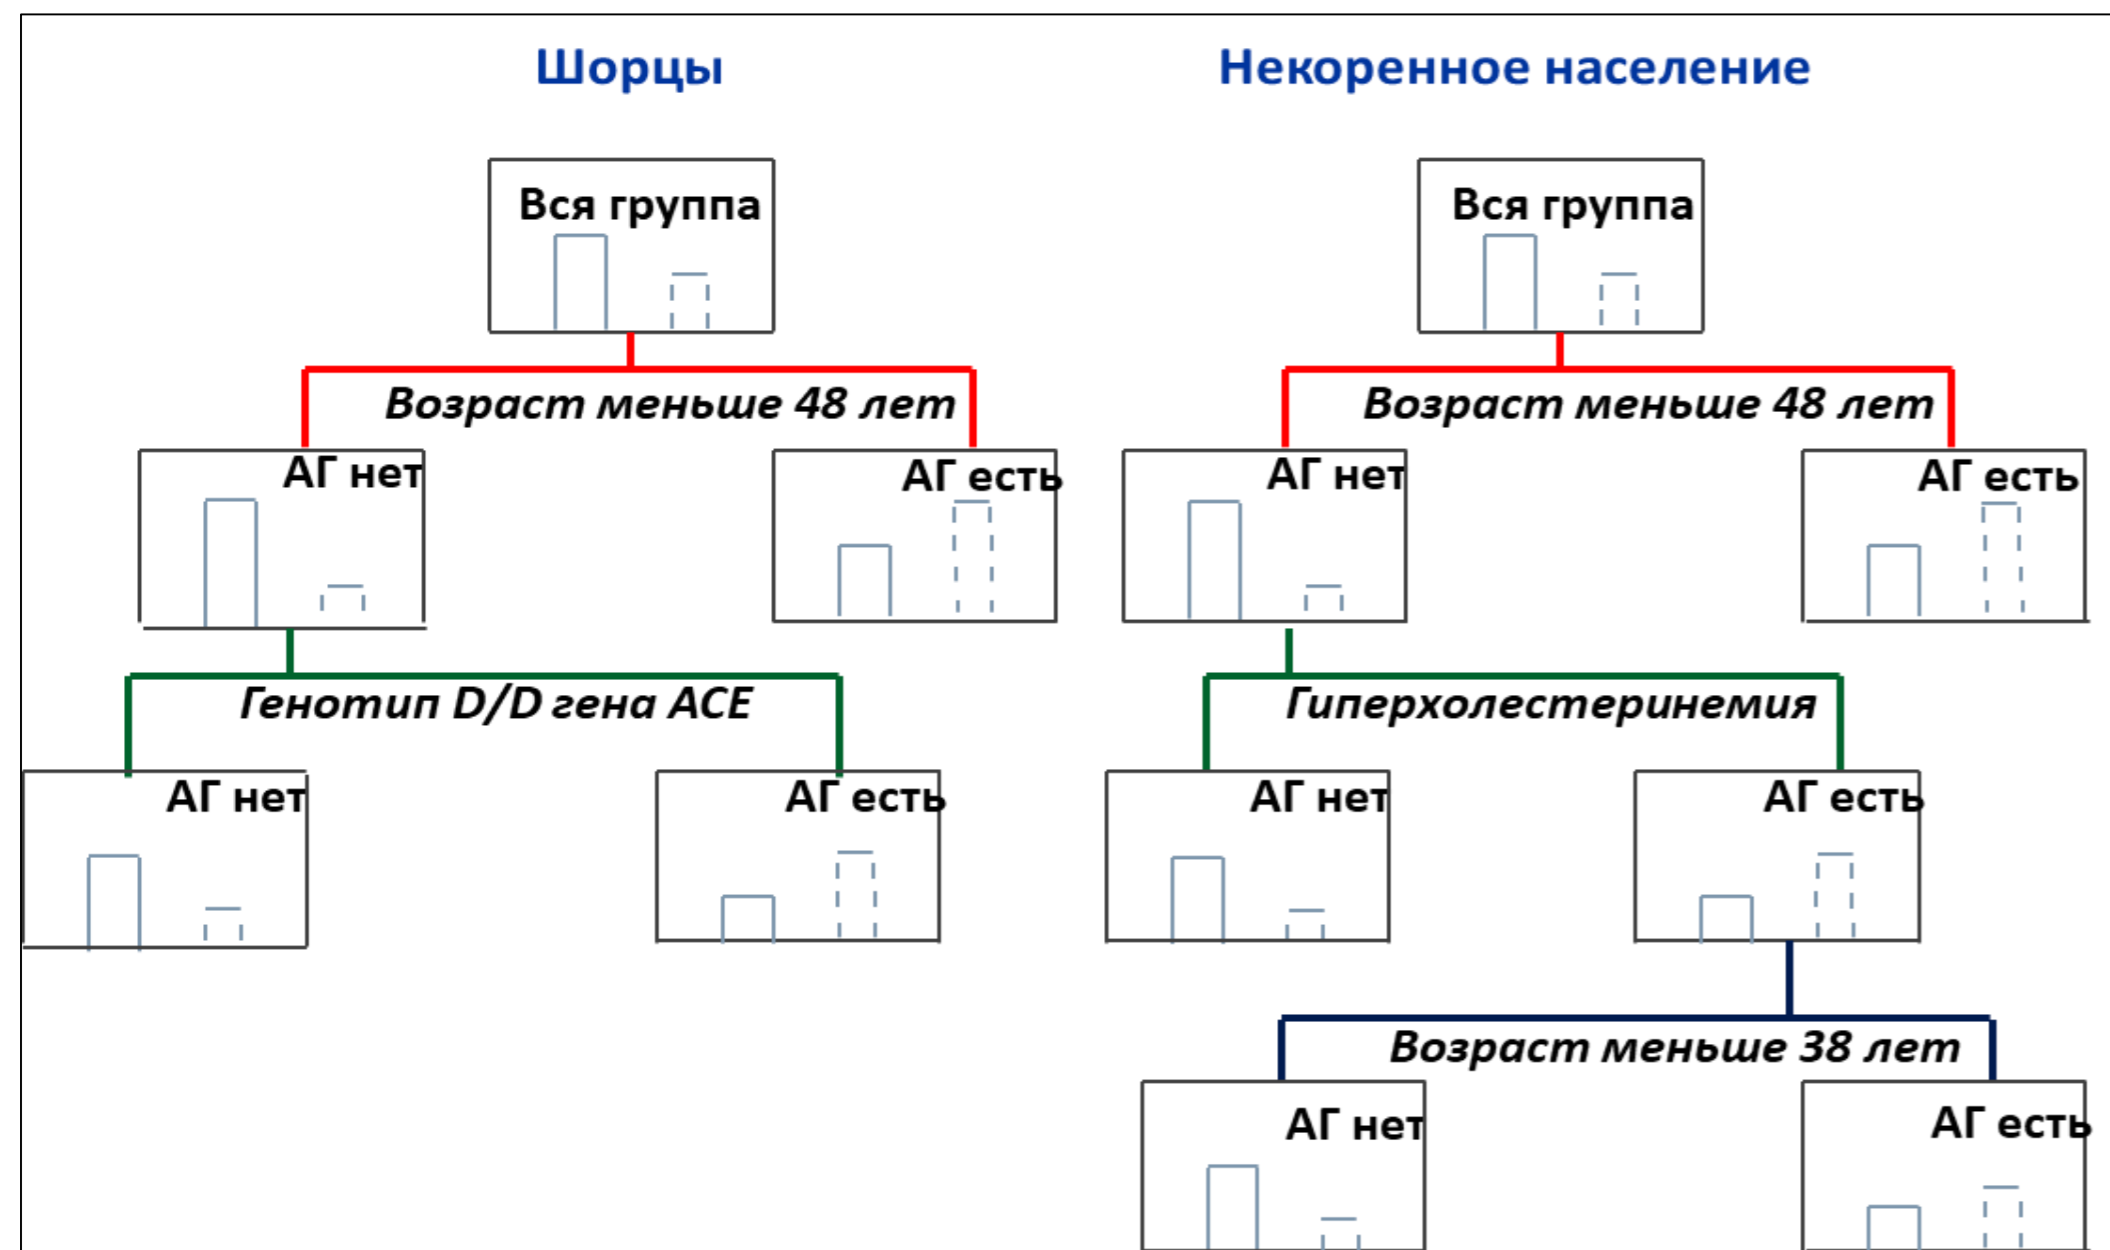 Шорцы
Некоренное население
Вся группа
Вся группа
Возраст меньше 48 лет
Возраст меньше 48 лет
АГ нет
АГ есть
АГ нет
АГ есть
Генотип D/D гена ACE
Гиперхолестеринемия
АГ нет
АГ есть
АГ нет
АГ есть
Возраст меньше 38 лет
АГ нет
АГ есть